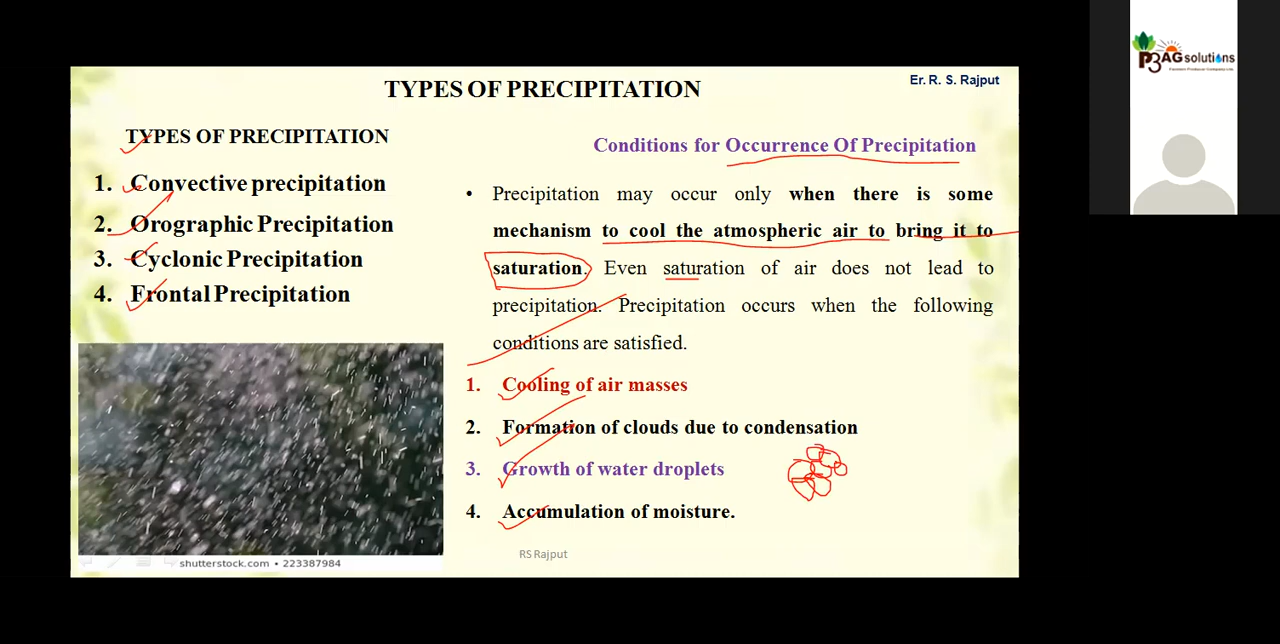 TYPES OF PRECIPITATION
Er. R. S. Rajput
TYPES OF PRECIPITATION
1. Convective precipitation
2. Orographic Precipitation
3. Cyclonic Precipitation
4. Frontal Precipitation
shutterstock.com • 223387984
Conditions for Occurrence Of Precipitation
• Precipitation may occur only when there is some
mechanism to cool the atmospheric air to bring it to
saturation. Even saturation of air does not lead to
precipitation. Precipitation occurs when the following
conditions are satisfied.
1. Cooling of air masses
2. Formation of clouds due to condensation
3. Growth of water droplets
4. Accumulation of moisture.
RS Rajput
P3AGsolutions